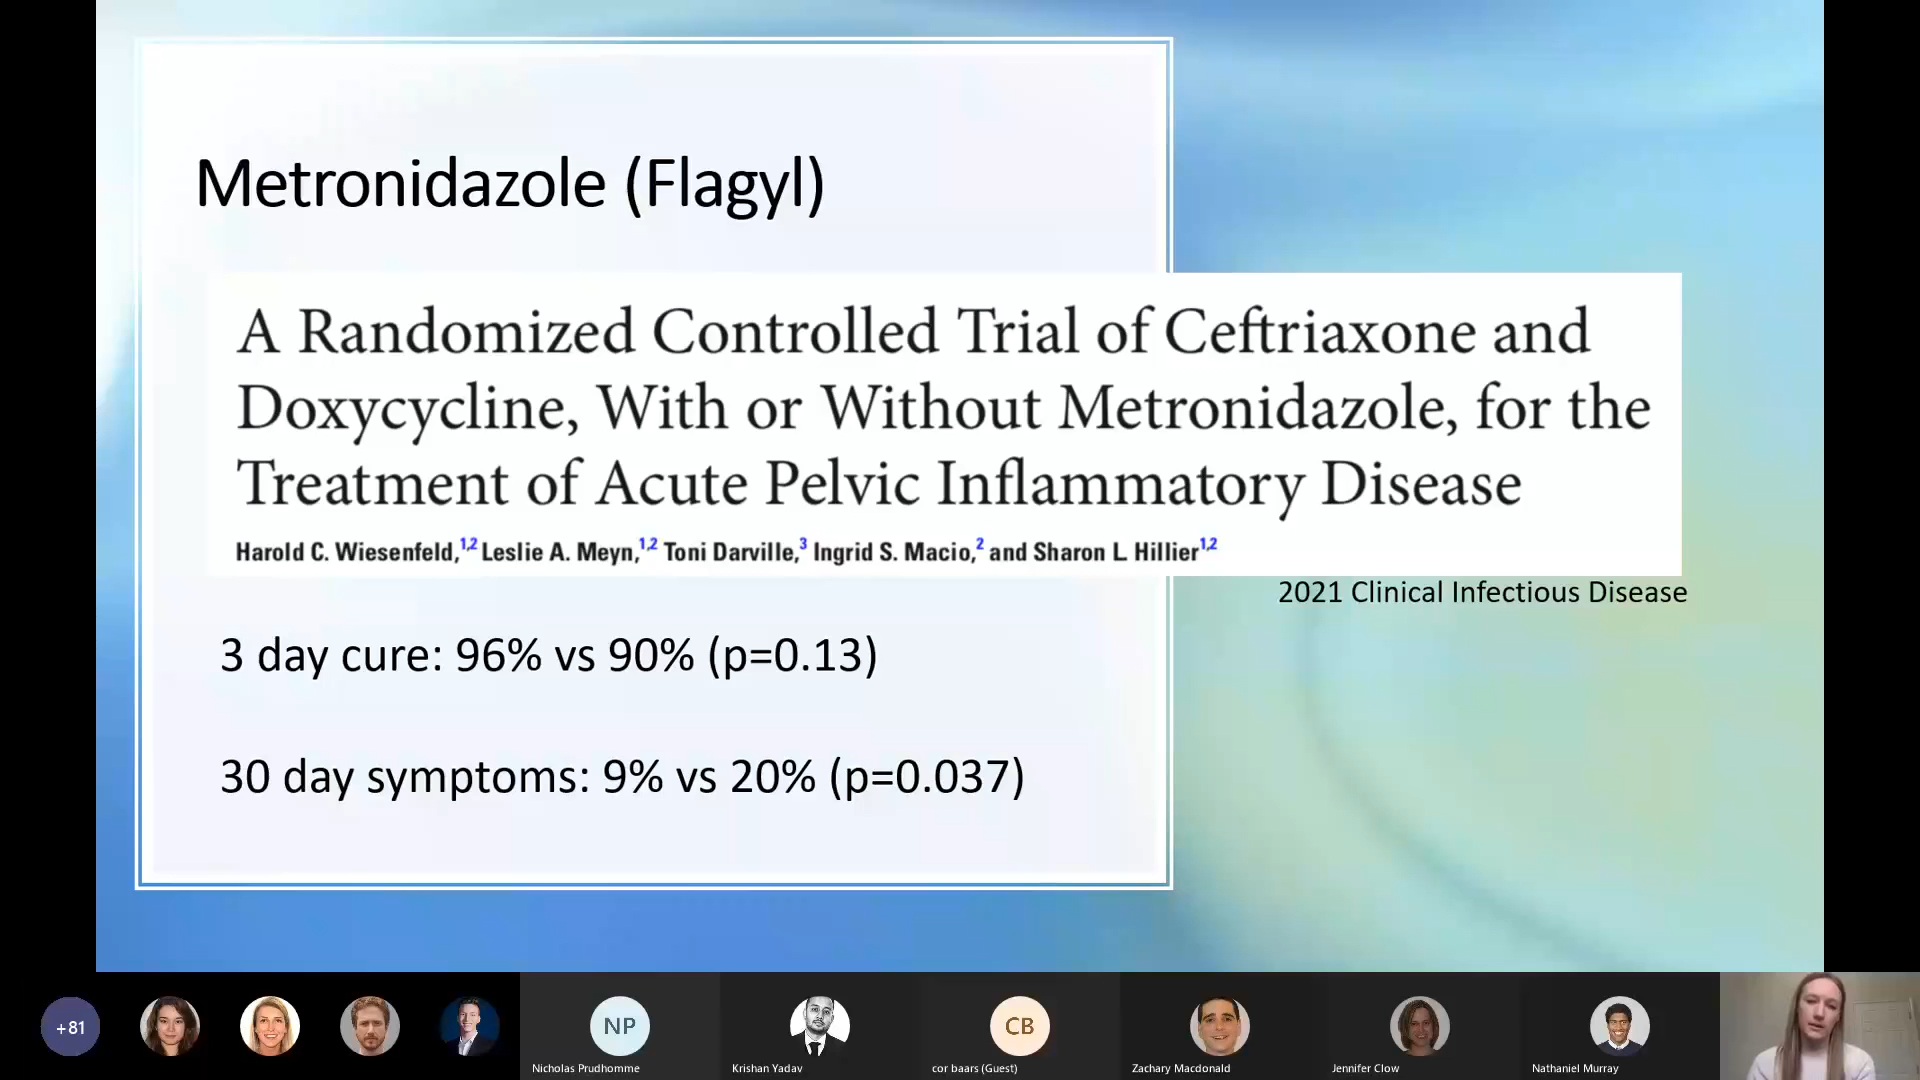 Metronidazole (Flagyl)
A Randomized Controlled Trial of Ceftriaxone and
Doxycycline, With or Without Metronidazole, for the
Treatment of Acute Pelvic Inflammatory Disease
Harold C. Wiesenfeld,1,2 Leslie A. Meyn,1,2 Toni Darville,3 Ingrid S. Macio,2 and Sharon L. Hillier1,2
2021 Clinical Infectious Disease
3 day cure: 96% vs 90% (p=0.13)
30 day symptoms: 9% vs 20% (p=0.037)
+81
NP
CB
Nicholas Prudhomme
Krishan Yadav
cor baars (Guest)
Zachary Macdonald
Jennifer Clow
Nathaniel Murray